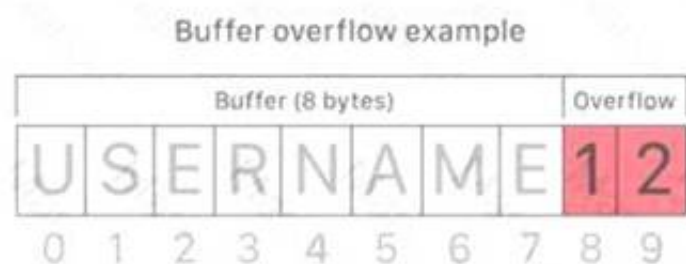 Buffer overflow example
Buffer (8 bytes) Overflow
U S E R N A M E 1 2
0 1 2 3 4 5 6 7 8 9